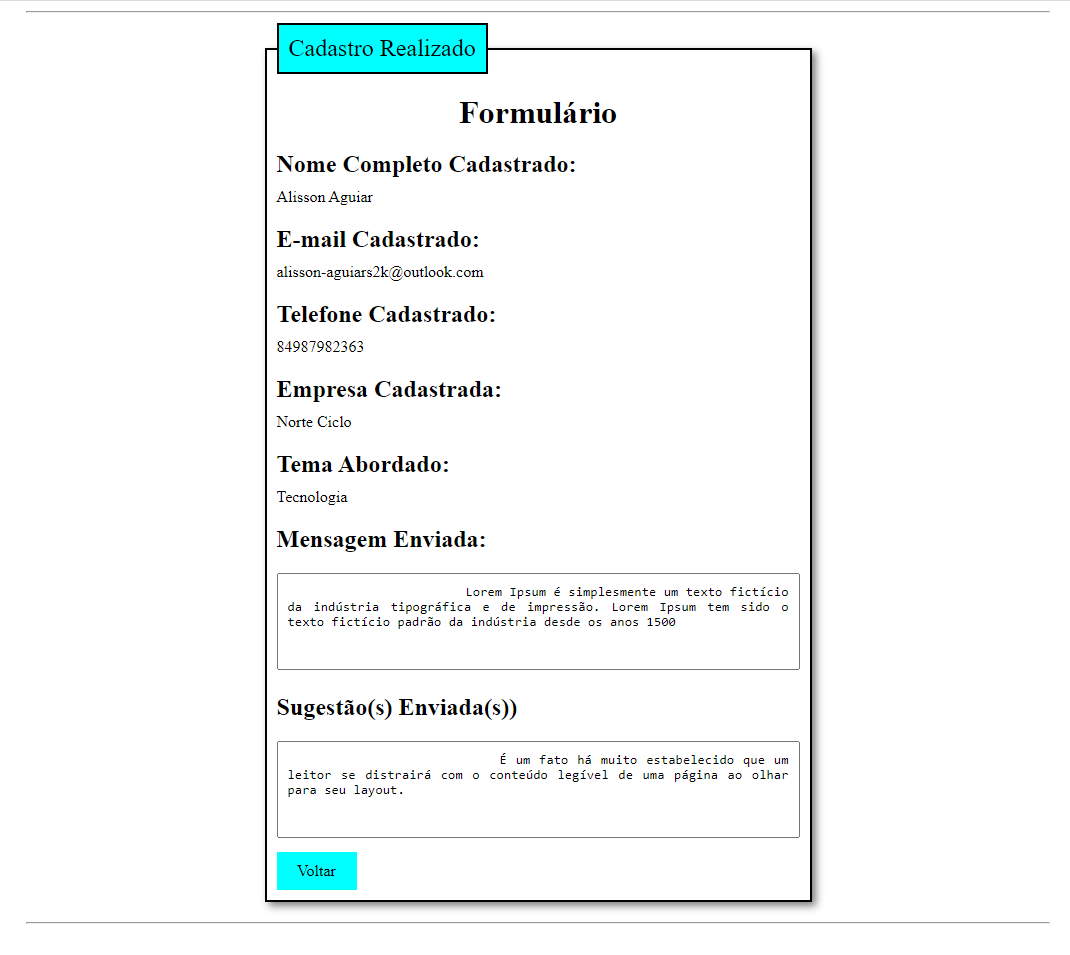 Cadastro Realizado
Formulário
Nome Completo Cadastrado:
Alisson Aguiar
E-mail Cadastrado:
alisson-aguiars2k@outlook.com
Telefone Cadastrado:
84987982363
Empresa Cadastrada:
Norte Ciclo
Tema Abordado:
Tecnologia
Mensagem Enviada:
Lorem Ipsum é simplesmente um texto fictício
da indústria tipográfica e de impressão. Lorem Ipsum tem sido o
texto fictício padrão da indústria desde os anos 1500
Sugestão(s) Enviada(s))
É um fato há muito estabelecido que um
leitor se distrairá com o conteúdo legível de uma página ao olhar
para seu layout.
Voltar